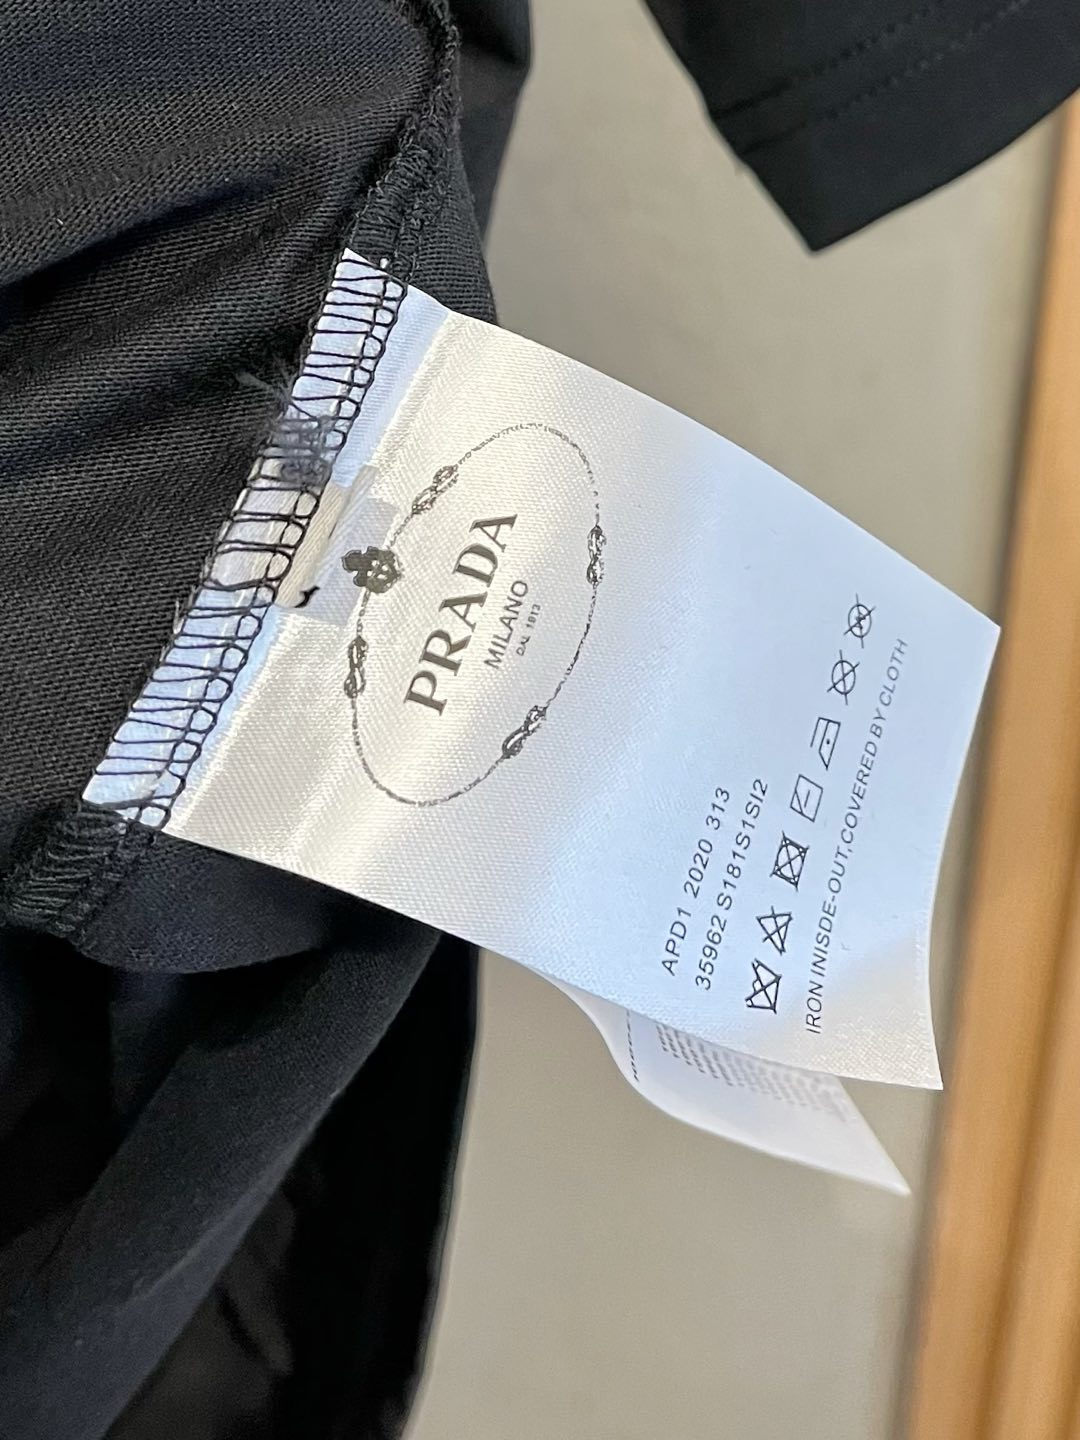 PRADA
MILANO
DAL 1913
APD1 2020 313
35962 S181S1SI2
IRON INISDE-OUT,COVERED BY CLOTH